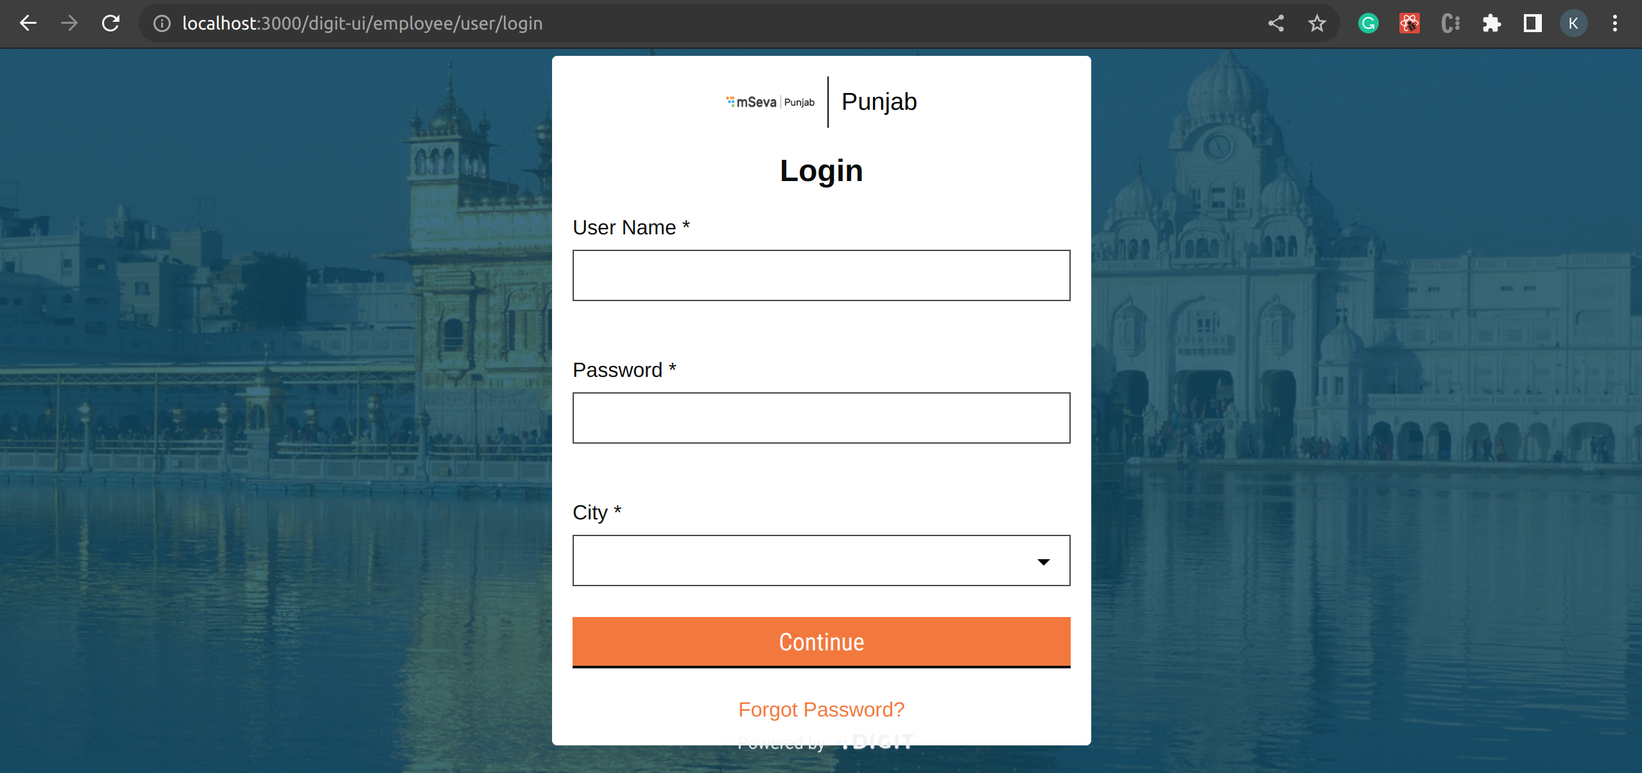 localhost:3000/digit-ui/employee/user/login
K
mSeva | Punjab | Punjab
Login
User Name *
Password *
City *
Continue
Forgot Password?
Powered by DIGIT